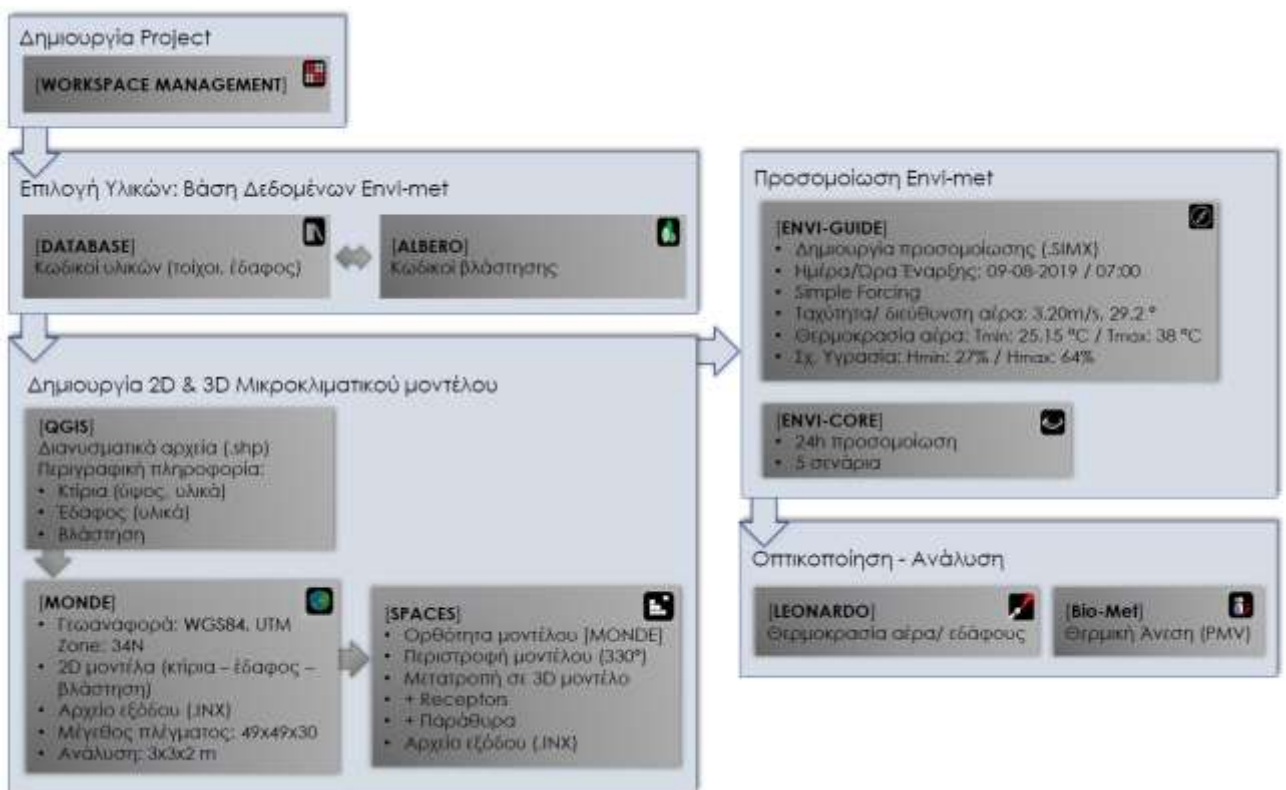 Δημιουργία Project
[WORKSPACE MANAGEMENT]
Επιλογή Υλικών: Βάση Δεδομένων Envi-met
[DATABASE]
Κωδικοί υλικών (τοίχοι, έδαφος)
[ALBERO]
Κωδικοί βλάστησης
Δημιουργία 2D & 3D Μικροκλιματικού μοντέλου
[QGIS]
Διανυσματικά αρχεία (.shp)
Περιγραφική πληροφορία:
• Κτίρια (ύψος, υλικά)
• Έδαφος (υλικά)
• Βλάστηση
[MONDE]
• Γεωαναφορά: WGS84, UTM
Zone: 34N
• 2D μοντέλα (κτίρια – έδαφος –
βλάστηση)
• Αρχείο εξόδου (.INX)
• Μέγεθος πλέγματος: 49x49x30
• Ανάλυση: 3x3x2 m
[SPACES]
• Ορθότητα μοντέλου [MONDE]
• Περιστροφή μοντέλου (330°)
• Μετατροπή σε 3D μοντέλο
• + Receptors
• + Παράθυρα
• Αρχείο εξόδου (.INX)
Προσομοίωση Envi-met
[ENVI-GUIDE]
• Δημιουργία προσομοίωσης (.SIMX)
• Ημέρα/Ώρα Έναρξης: 09-08-2019 / 07:00
• Simple Forcing
• Ταχύτητα/ διεύθυνση αέρα: 3.20m/s, 29.2.°
• Θερμοκρασία αέρα: Tmin: 25.15 °C / Tmax: 38 °C
• Σχ. Υγρασία: Hmin: 27% / Hmax: 64%
[ENVI-CORE]
• 24h προσομοίωση
• 5 σενάρια
Οπτικοποίηση - Ανάλυση
[LEONARDO]
Θερμοκρασία αέρα/ εδάφους
[Bio-Met]
Θερμική Άνεση (PMV)